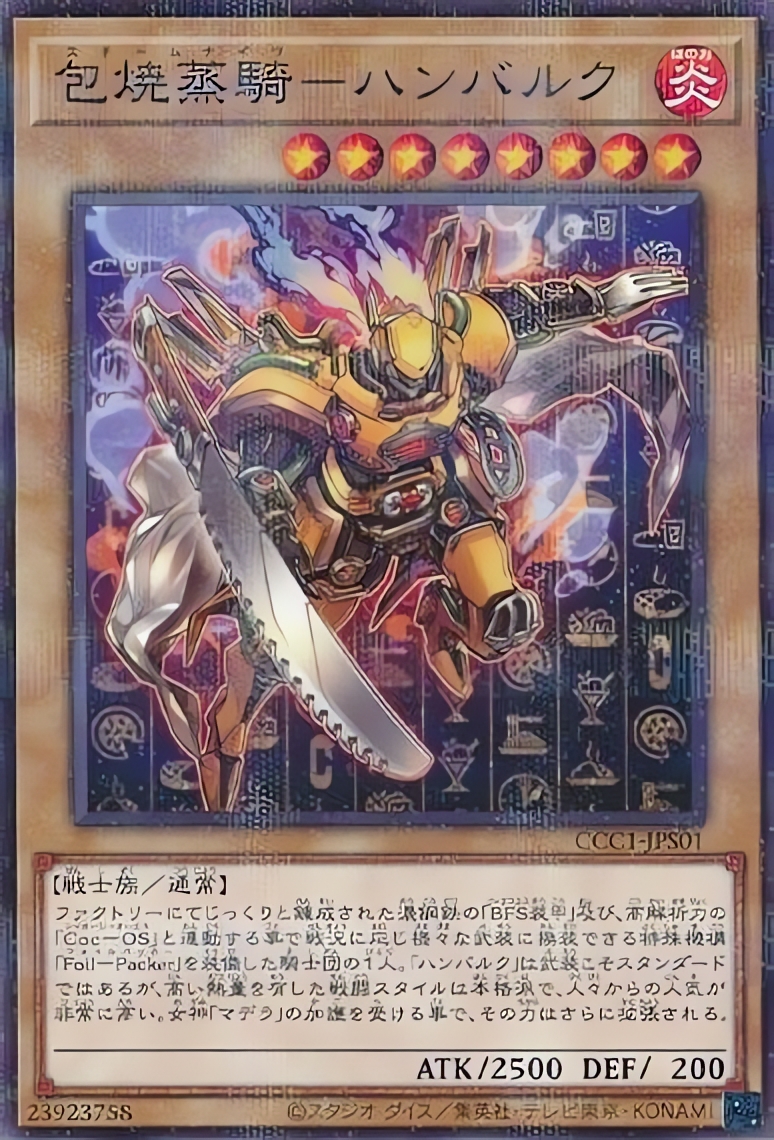 スチームナイツ
包焼蒸騎ーハンバルク
ほのお
炎
CCC1-JPS01
【戦士族／通常】
ファクトリーにてじっくりと錬成された 「BFS装甲」及び、高解析力の
「Coc－OS」と連動する事で戦況に応じ様々な武装に換装できる特殊機構
「Foil－Packer」を装備した騎士団の1人。「ハンバルク」は武装こそスタンダード
ではあるが、高い熱量を有した戦闘スタイルは本格派で、人々からの人気が
非常に高い。女神「マデラ」の加護を受ける事で、その力はさらに拡張される。
ATK/2500 DEF/ 200
23923758
©スタジオ・ダイス／集英社・テレビ東京・KONAMI